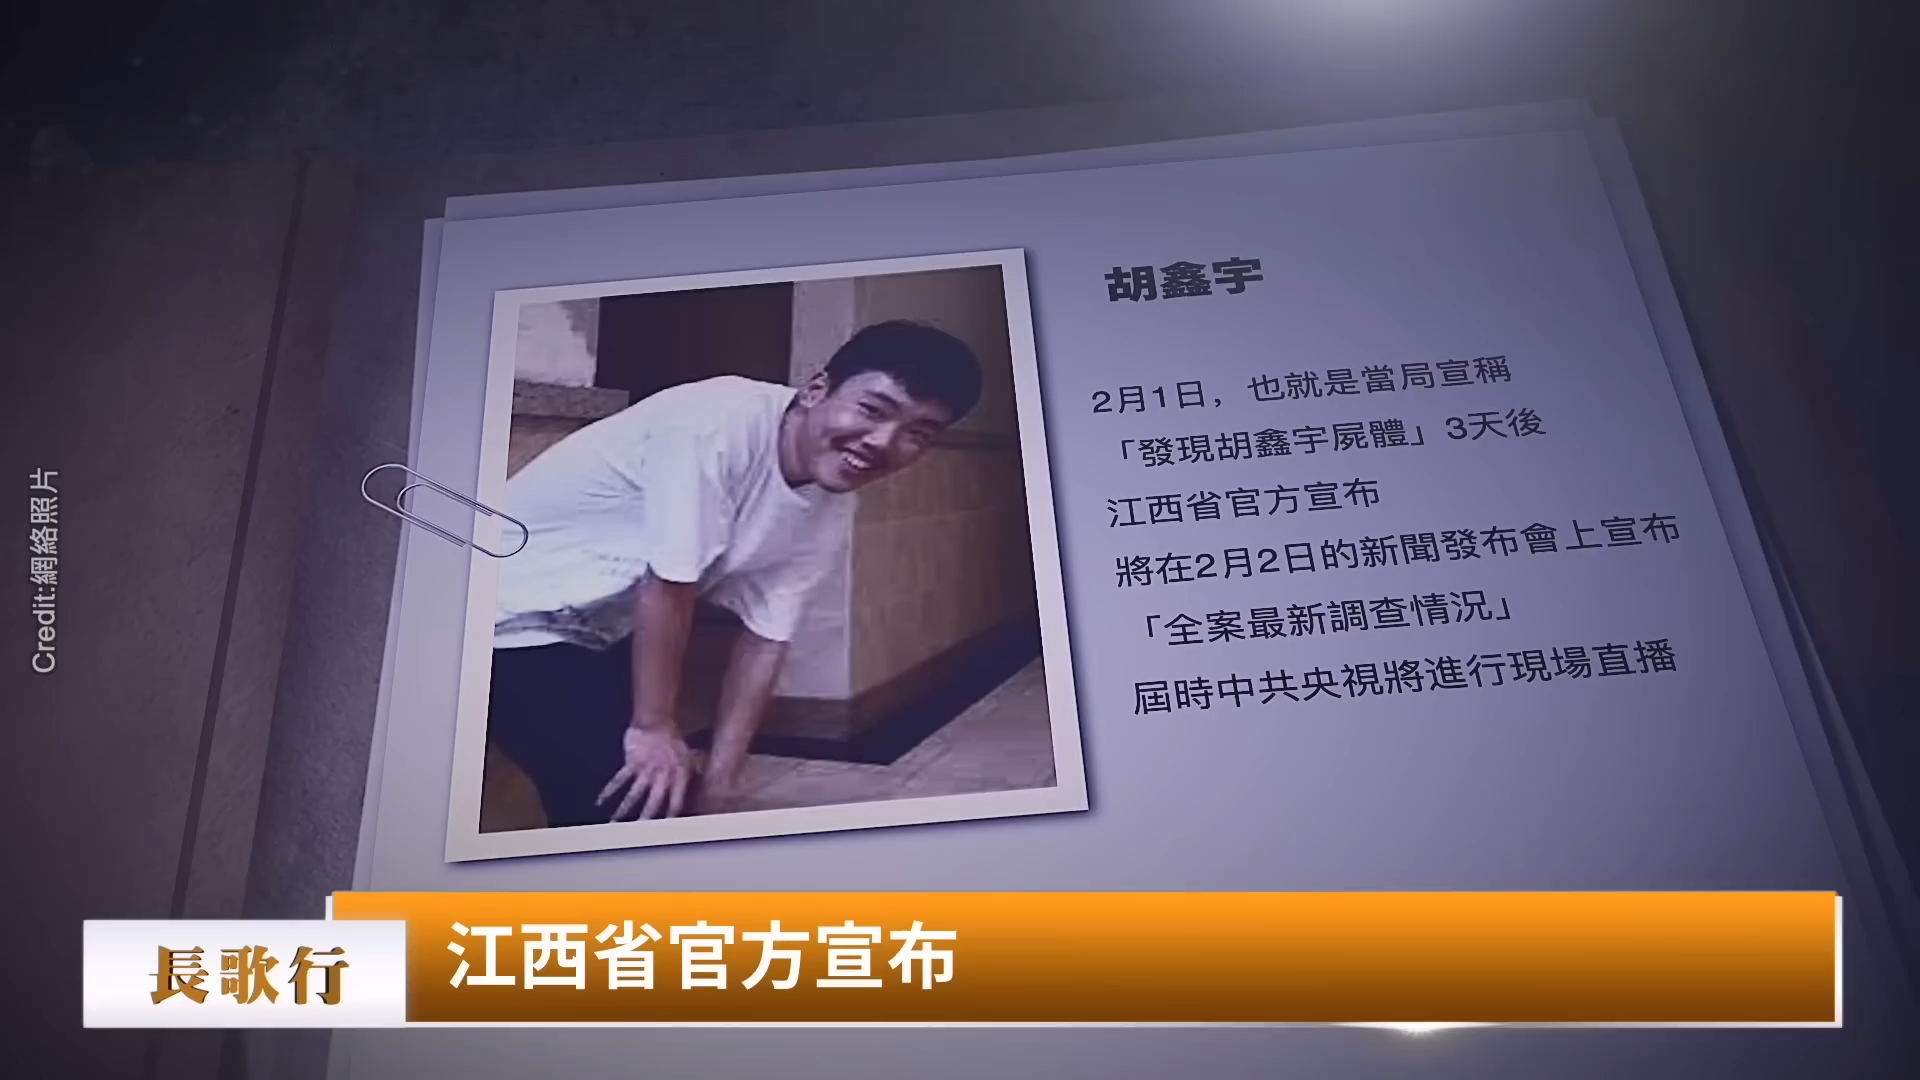 Credit:網絡照片
胡鑫宇
2月1日，也就是當局宣稱
「發現胡鑫宇屍體」3天後
江西省官方宣布
將在2月2日的新聞發布會上宣布
「全案最新調查情況」
屆時中共央視將進行現場直播
長歌行
江西省官方宣布